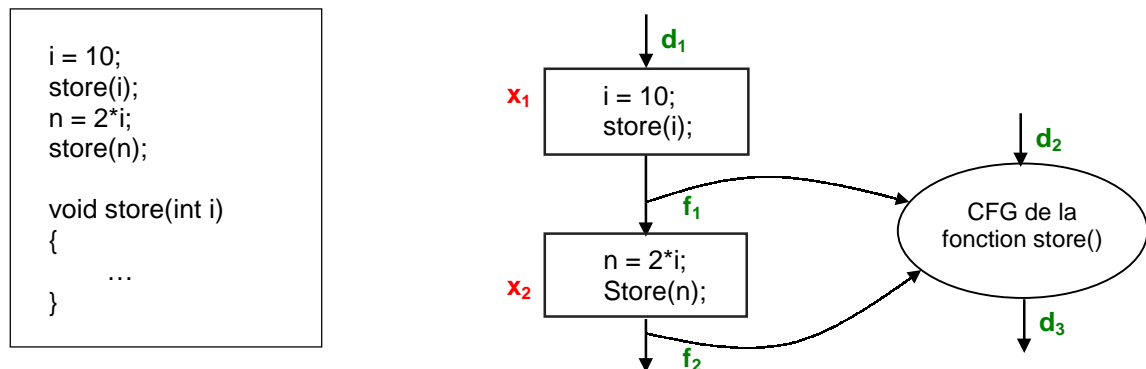 i = 10;
store(i);
n = 2*i;
store(n);
void store(int i)
{
…
}
d1
x1
i = 10;
store(i);
f1
x2
n = 2*i;
Store(n);
f2
d2
CFG de la
fonction store()
d3